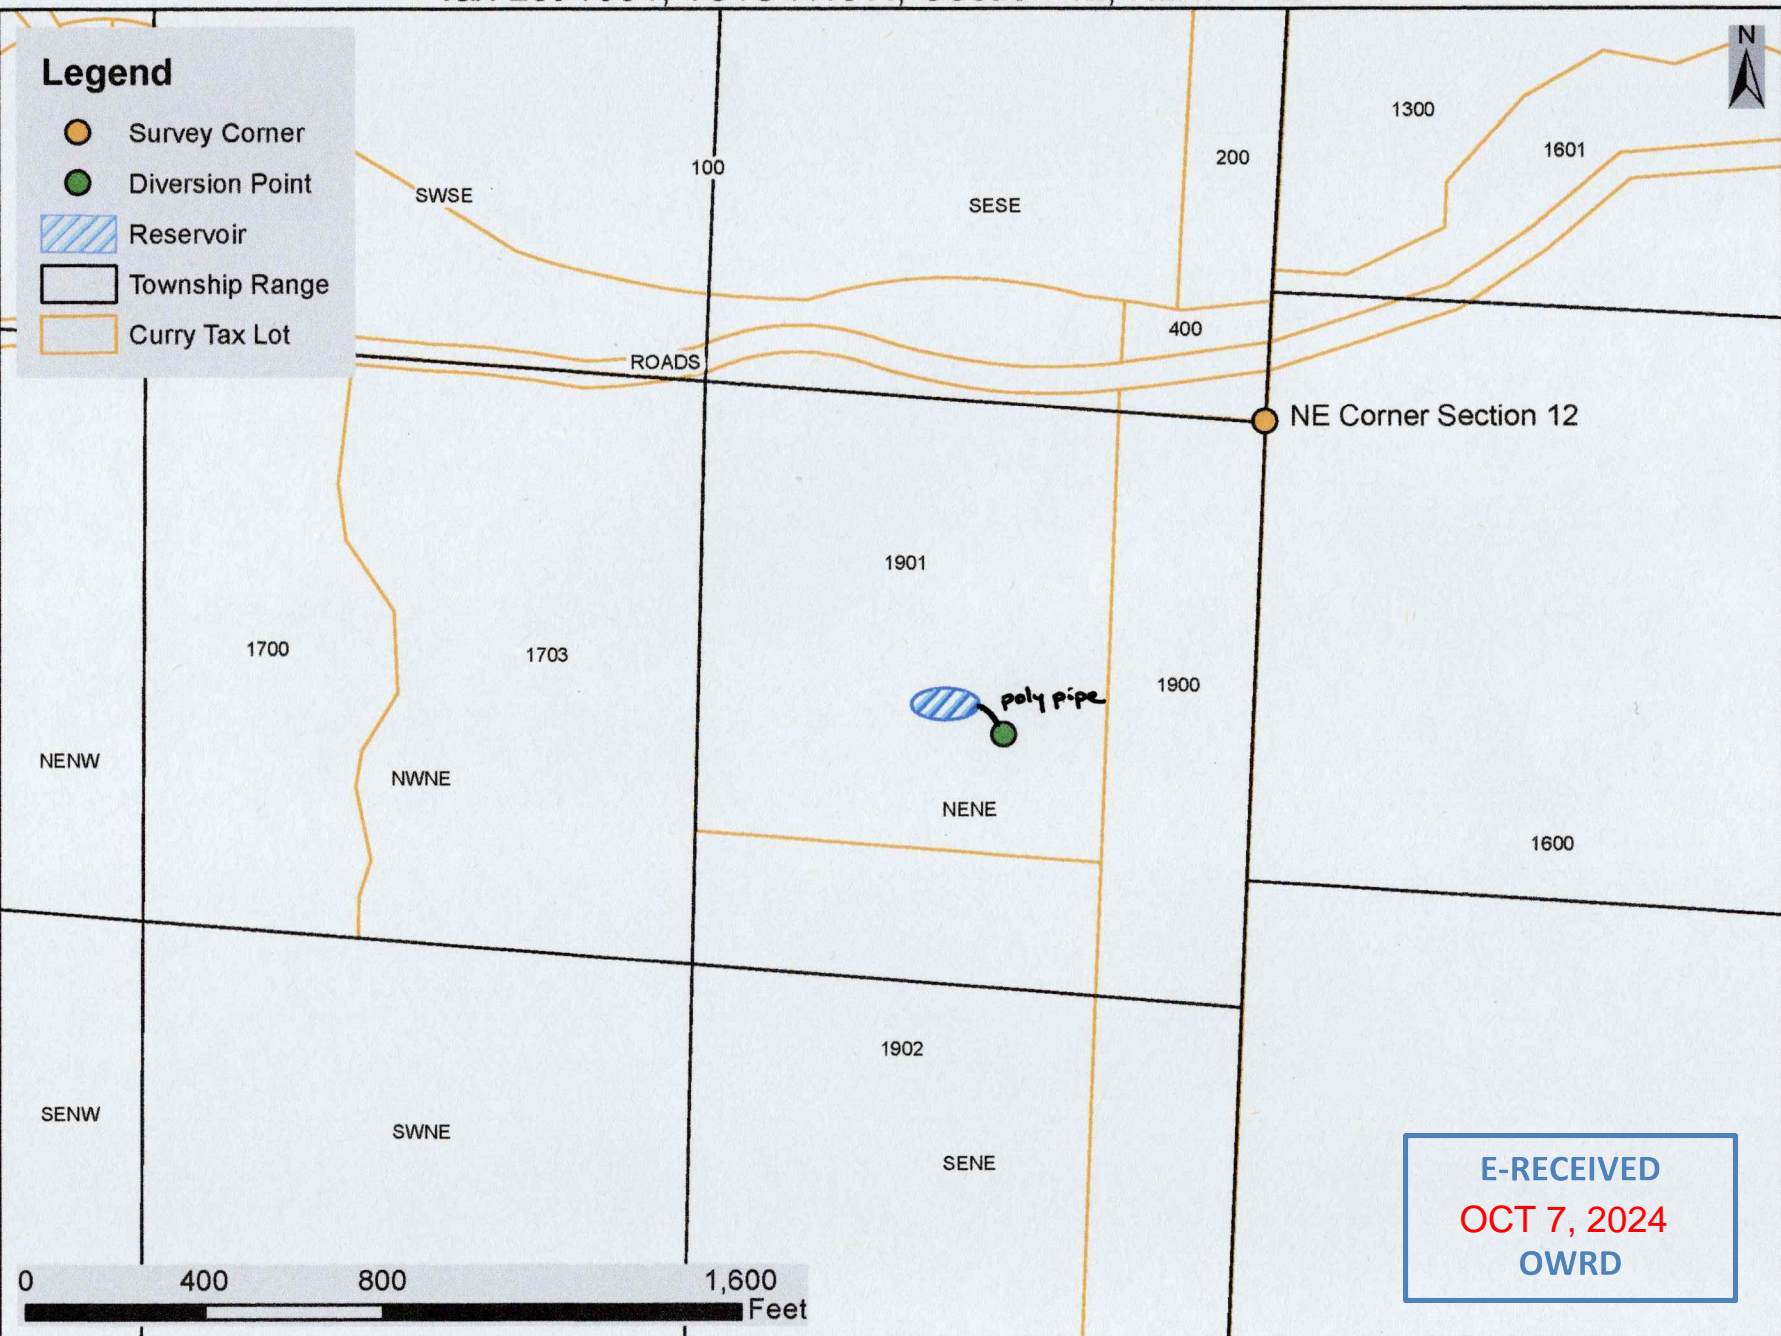 N
Legend
Survey Corner
Diversion Point
Reservoir
Township Range
Curry Tax Lot
SWSE
100
SESE
200
1300
1601
400
ROADS
NE Corner Section 12
1901
1700
1703
poly pipe
1900
NENW
NWNE
NENE
1600
1902
SENW
SWNE
SENE
E-RECEIVED
OCT 7, 2024
OWRD
0 400 800 1,600
Feet